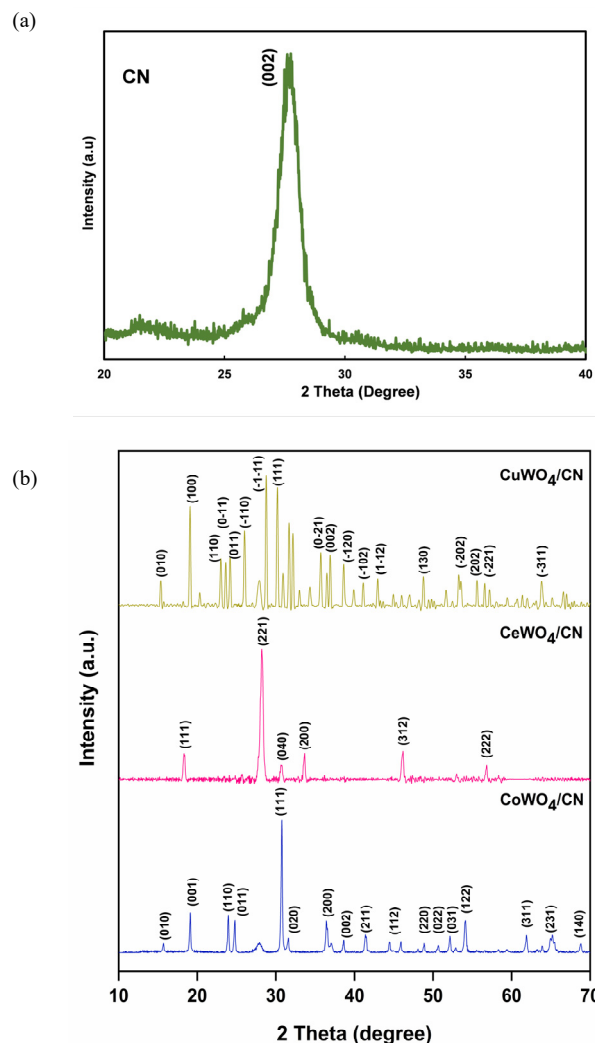 (a)
CN
(002)
Intensity (a.u)
20 25 30 35 40
2 Theta (Degree)
(b)
CuWO4/CN
(010) (100) (110) (0-11) (011) (-110) (-1-11) (111) (0-21) (002) (-120) (-102) (1-12) (130) (-202) (202) (-221) (-311)
CeWO4/CN
(111) (221) (040) (200) (312) (222)
CoWO4/CN
(010) (001) (110) (011) (111) (020) (200) (002) (211) (112) (220) (022) (031) (122) (311) (231) (140)
Intensity (a.u.)
10 20 30 40 50 60 70
2 Theta (degree)